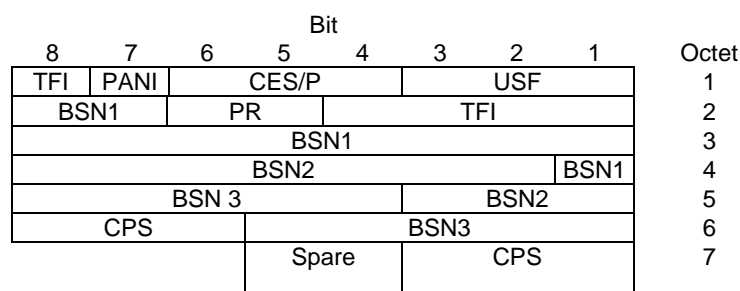 Bit
8 7 6 5 4 3 2 1 Octet
TFI PANI CES/P USF 1
BSN1 PR TFI 2
BSN1 3
BSN2 BSN1 4
BSN 3 BSN2 5
CPS BSN3 6
Spare CPS 7